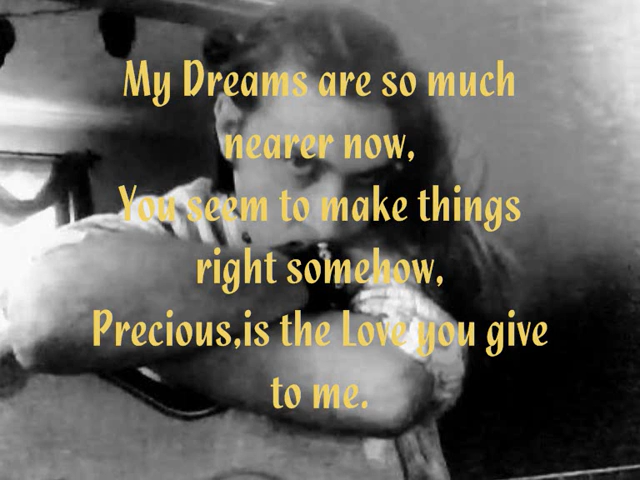 My Dreams are so much
nearer now,
You seem to make things
right somehow,
Precious,is the Love you give
to me.